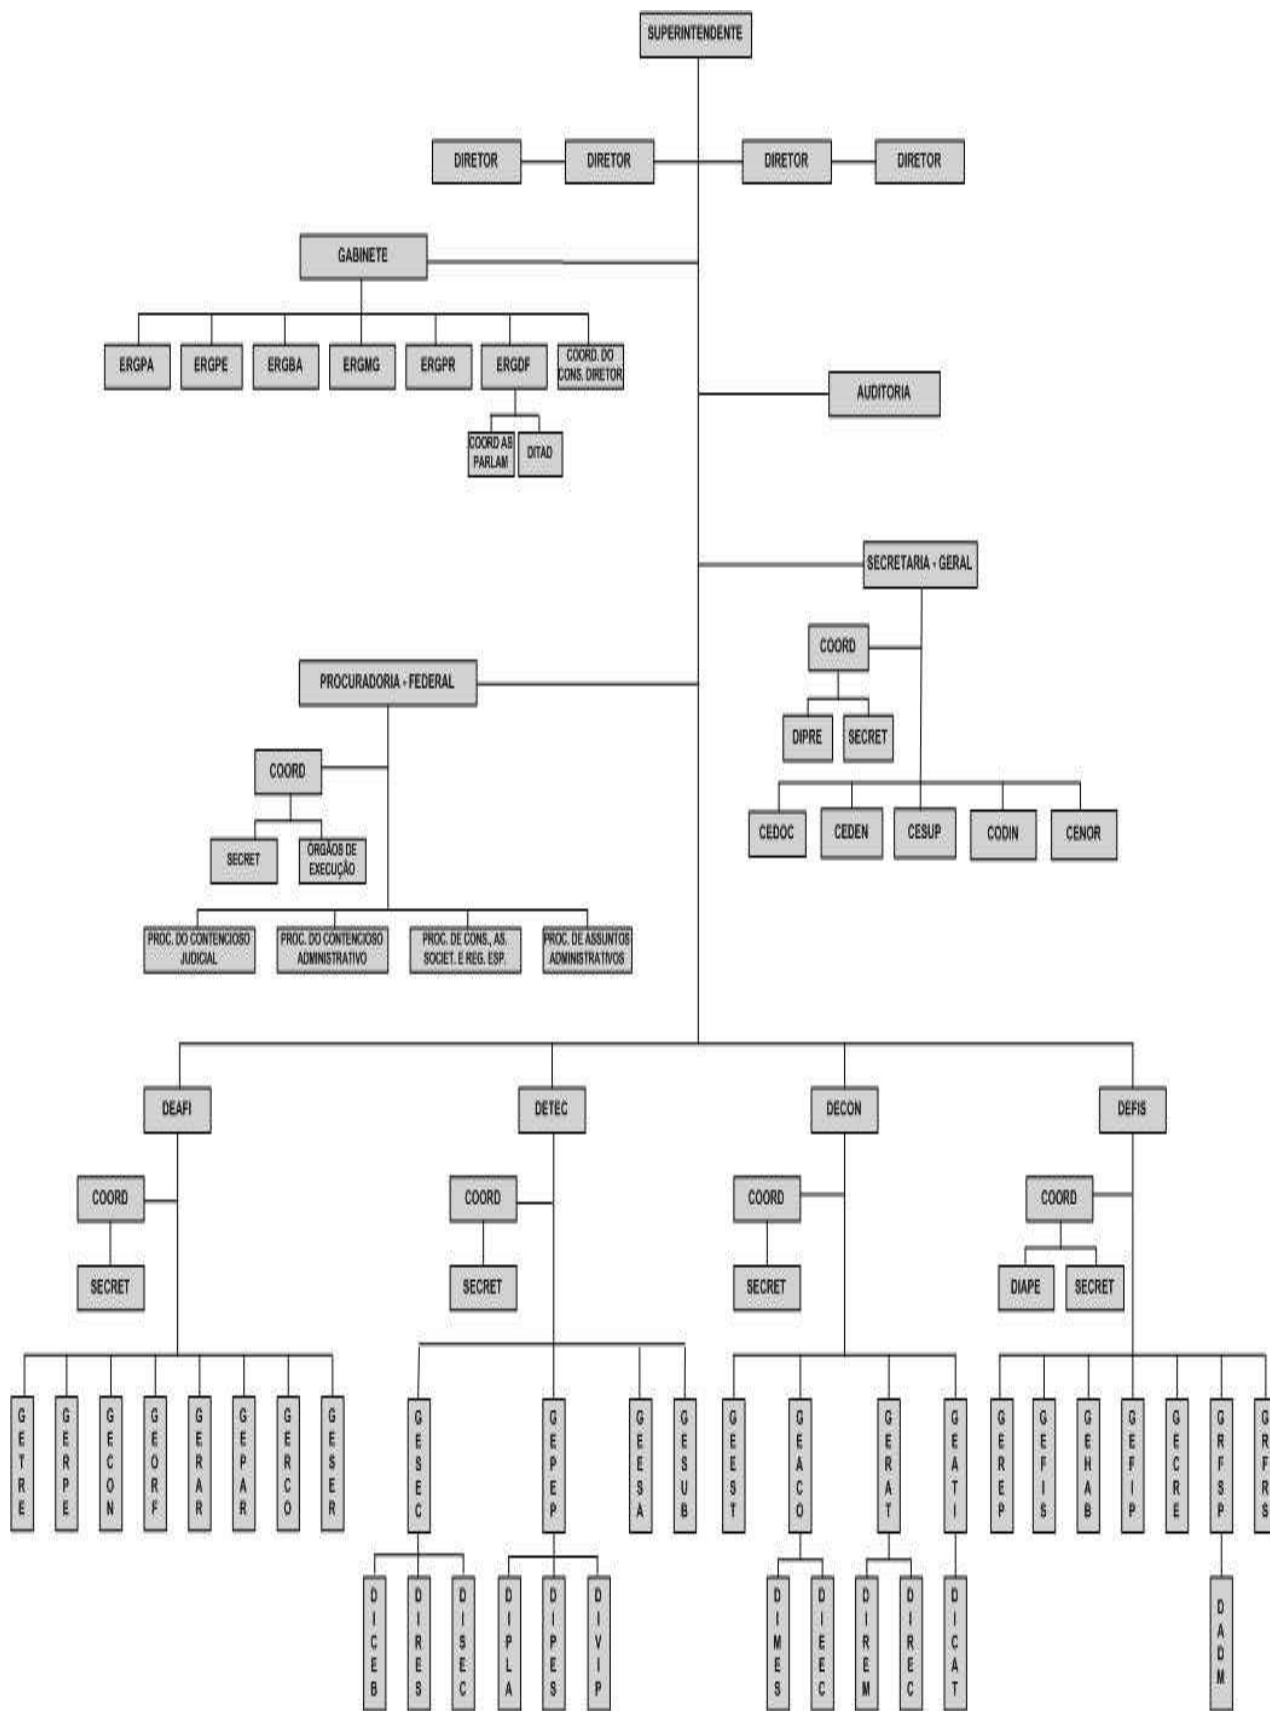 SUPERINTENDENTE
DIRETOR
DIRETOR
DIRETOR
DIRETOR
GABINETE
ERGPA
ERGPE
ERGBA
ERGMG
ERGPR
ERGDF
COORD. DO
CONS. DIRETOR
COORD AS
PARLAM
DITAD
AUDITORIA
SECRETARIA - GERAL
COORD
DIPRE
SECRET
CEDOC
CEDEN
CESUP
CODIN
CENOR
PROCURADORIA - FEDERAL
COORD
SECRET
ÓRGÃOS DE
EXECUÇÃO
PROC. DO CONTENCIOSO
JUDICIAL
PROC. DO CONTENCIOSO
ADMINISTRATIVO
PROC. DE CONS., AS.
SOCIET. E REG. ESP.
PROC. DE ASSUNTOS
ADMINISTRATIVOS
DEAFI
DETEC
DECON
DEFIS
COORD
SECRET
COORD
SECRET
COORD
SECRET
COORD
DIAPE
SECRET
GETRE
GERPE
GECON
GEORF
GERAR
GEPAR
GERCO
GESER
GESEC
GEPEP
GEESA
GESUB
GEEST
GEACO
GERAT
GEATI
GEREP
GEFIS
GEHAB
GEFIP
GECRE
GRFSP
GRFRS
DICEB
DIRES
DISEC
DIPLA
DIPES
DIVIP
DIMES
DIEEC
DIREM
DIREC
DICAT
DADM